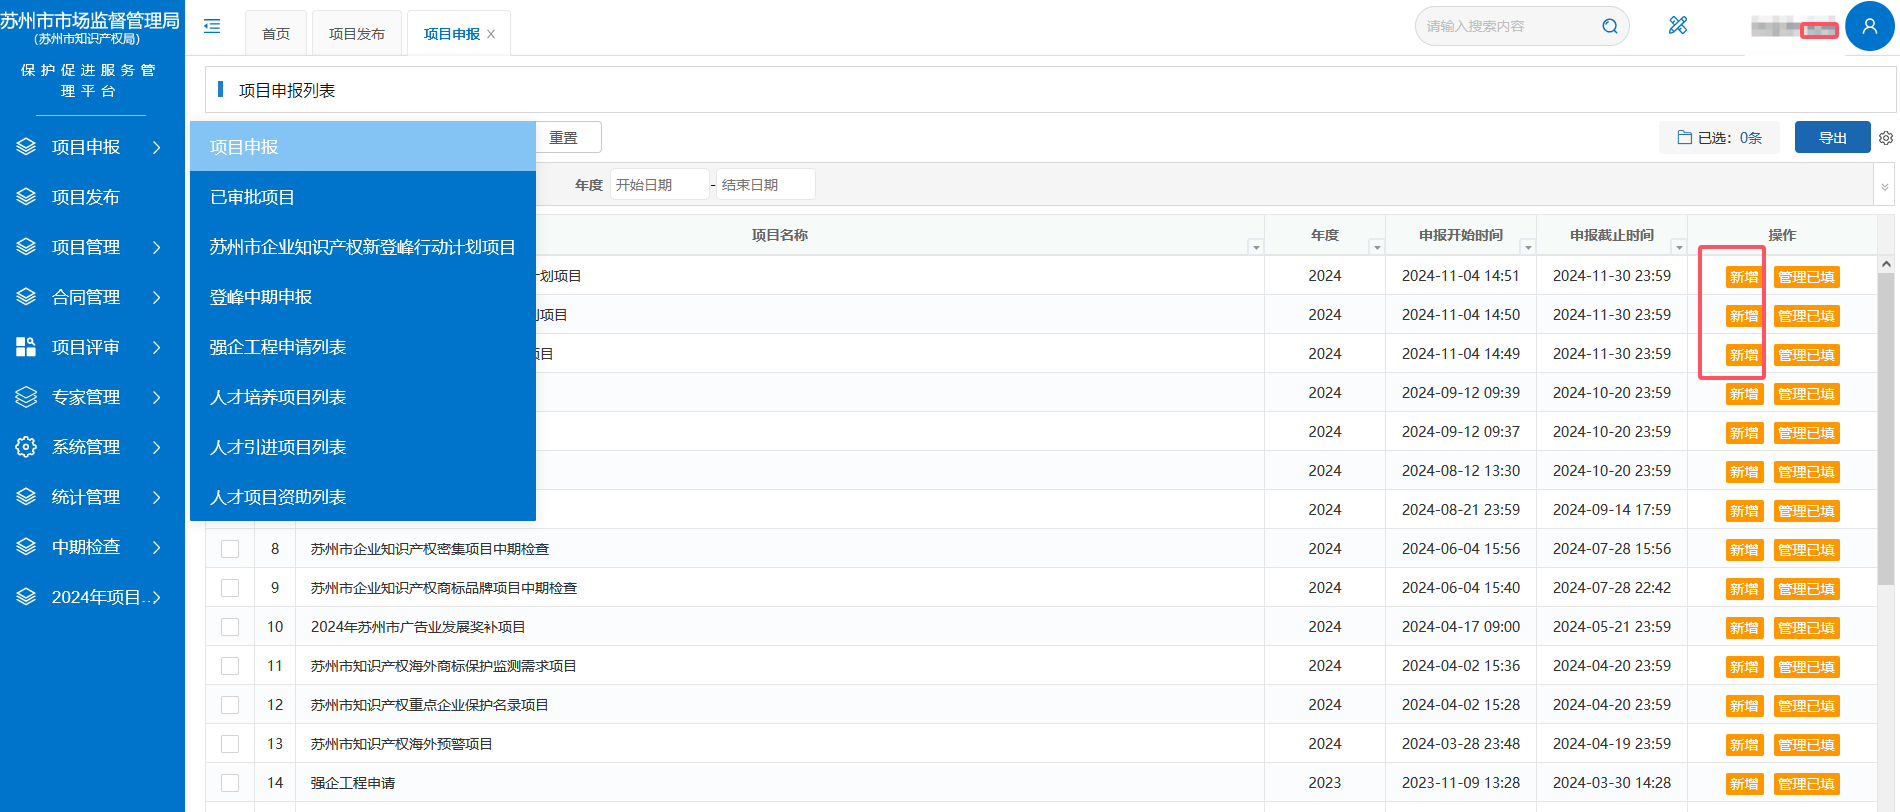 苏州市市场监督管理局
(苏州市知识产权局)
保护促进服务管
理平台
首页
项目发布
项目申报
请输入搜索内容
项目申报列表
项目申报
项目发布
项目管理
合同管理
项目评审
专家管理
系统管理
统计管理
中期检查
2024年项目...
项目申报
已审批项目
苏州市企业知识产权新登峰行动计划项目
登峰中期申报
强企工程申请列表
人才培养项目列表
人才引进项目列表
人才项目资助列表
重置
已选: 0条
导出
年度 开始日期 - 结束日期
项目名称 年度 申报开始时间 申报截止时间 操作
划项目 2024 2024-11-04 14:51 2024-11-30 23:59 新增 管理已填
项目 2024 2024-11-04 14:50 2024-11-30 23:59 新增 管理已填
项目 2024 2024-11-04 14:49 2024-11-30 23:59 新增 管理已填
2024 2024-09-12 09:39 2024-10-20 23:59 新增 管理已填
2024 2024-09-12 09:37 2024-10-20 23:59 新增 管理已填
2024 2024-08-12 13:30 2024-10-20 23:59 新增 管理已填
2024 2024-08-21 23:59 2024-09-14 17:59 新增 管理已填
8 苏州市企业知识产权密集项目中期检查 2024 2024-06-04 15:56 2024-07-28 15:56 新增 管理已填
9 苏州市企业知识产权商标品牌项目中期检查 2024 2024-06-04 15:40 2024-07-28 22:42 新增 管理已填
10 2024年苏州市广告业发展奖补项目 2024 2024-04-17 09:00 2024-05-21 23:59 新增 管理已填
11 苏州市知识产权海外商标保护监测需求项目 2024 2024-04-02 15:36 2024-04-20 23:59 新增 管理已填
12 苏州市知识产权重点企业保护名录项目 2024 2024-04-02 15:28 2024-04-20 23:59 新增 管理已填
13 苏州市知识产权海外预警项目 2024 2024-03-28 23:48 2024-04-19 23:59 新增 管理已填
14 强企工程申请 2023 2023-11-09 13:28 2024-03-30 14:28 新增 管理已填